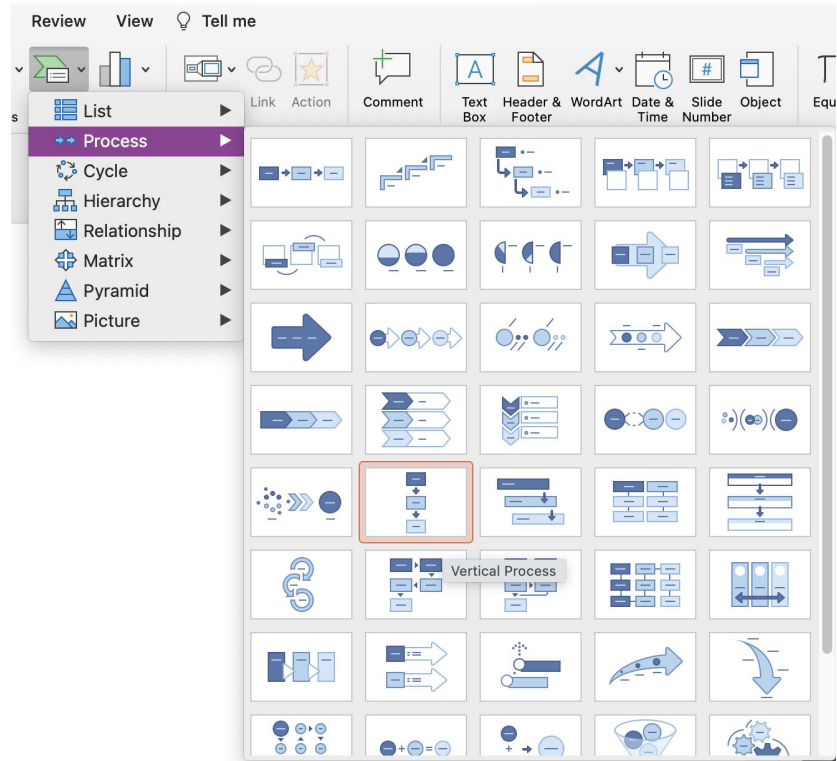 Review View Tell me
Link Action Comment Text Box Header & Footer WordArt Date & Time Slide Number Object Equ
s
A A #
List
Process
Cycle
Hierarchy
Relationship
Matrix
Pyramid
Picture
Vertical Process